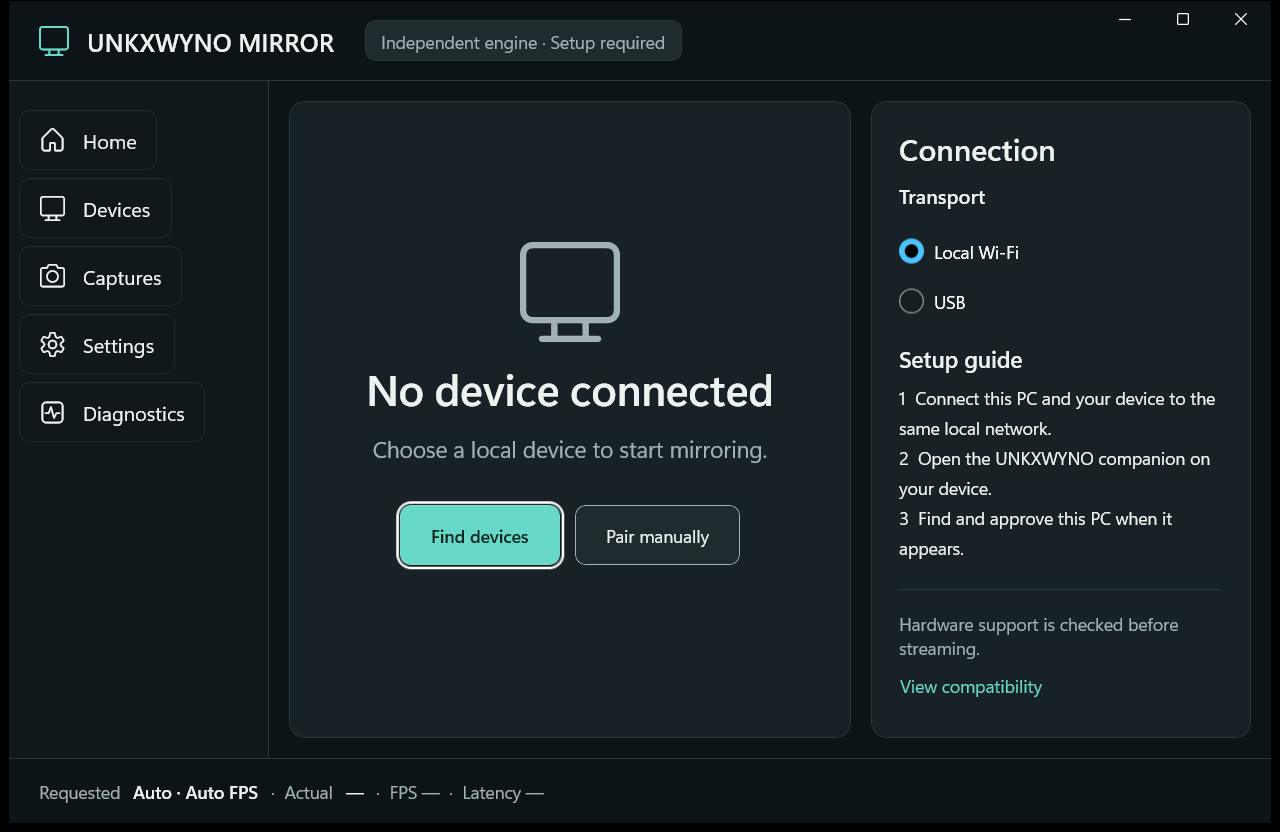 UNKXWYNO MIRROR
Independent engine · Setup required
Home
Devices
Captures
Settings
Diagnostics
No device connected
Choose a local device to start mirroring.
Find devices
Pair manually
Connection
Transport
Local Wi-Fi
USB
Setup guide
1 Connect this PC and your device to the
same local network.
2 Open the UNKXWYNO companion on
your device.
3 Find and approve this PC when it
appears.
Hardware support is checked before
streaming.
View compatibility
Requested Auto · Auto FPS · Actual — · FPS — · Latency —